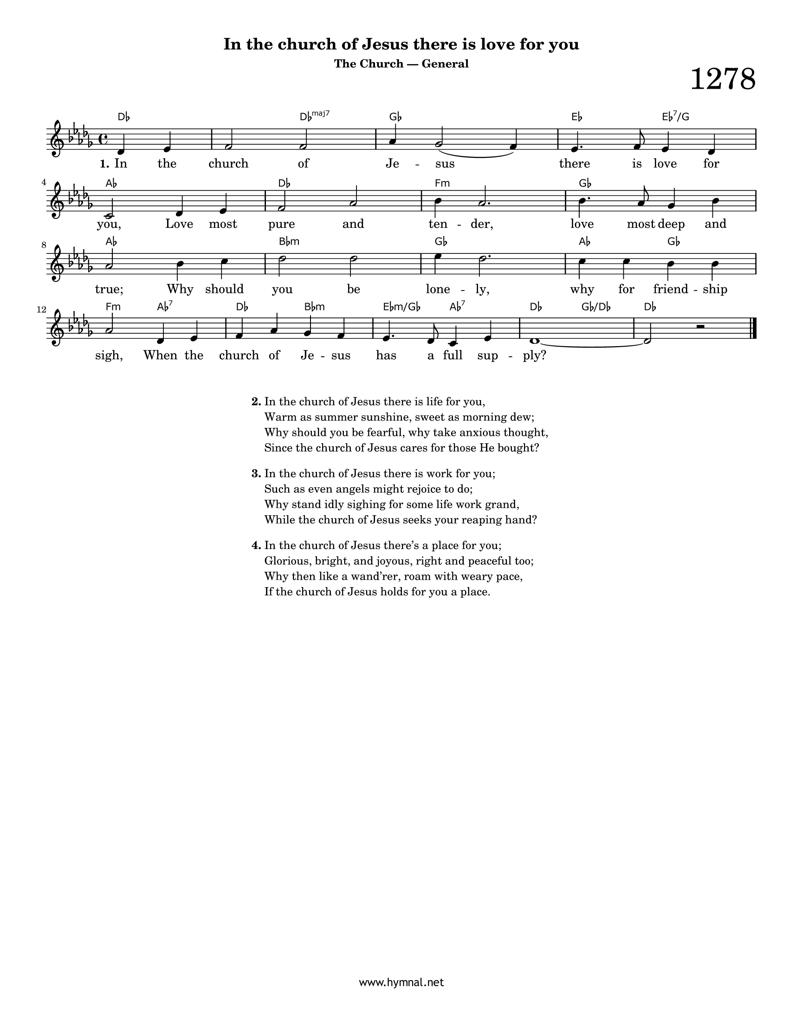 In the church of Jesus there is love for you
The Church — General
1278
D♭ D♭maj7 G♭ E♭ E♭7/G
1. In the church of Je - sus there is love for
4 A♭ D♭ Fm G♭
you, Love most pure and ten - der, love most deep and
8 A♭ B♭m G♭ A♭ G♭
true; Why should you be lone - ly, why for friend - ship
12 Fm A♭7 D♭ B♭m E♭m/G♭ A♭7 D♭ G♭/D♭ D♭
sigh, When the church of Je - sus has a full sup - ply?
2. In the church of Jesus there is life for you,
Warm as summer sunshine, sweet as morning dew;
Why should you be fearful, why take anxious thought,
Since the church of Jesus cares for those He bought?
3. In the church of Jesus there is work for you;
Such as even angels might rejoice to do;
Why stand idly sighing for some life work grand,
While the church of Jesus seeks your reaping hand?
4. In the church of Jesus there’s a place for you;
Glorious, bright, and joyous, right and peaceful too;
Why then like a wand’rer, roam with weary pace,
If the church of Jesus holds for you a place.
www.hymnal.net